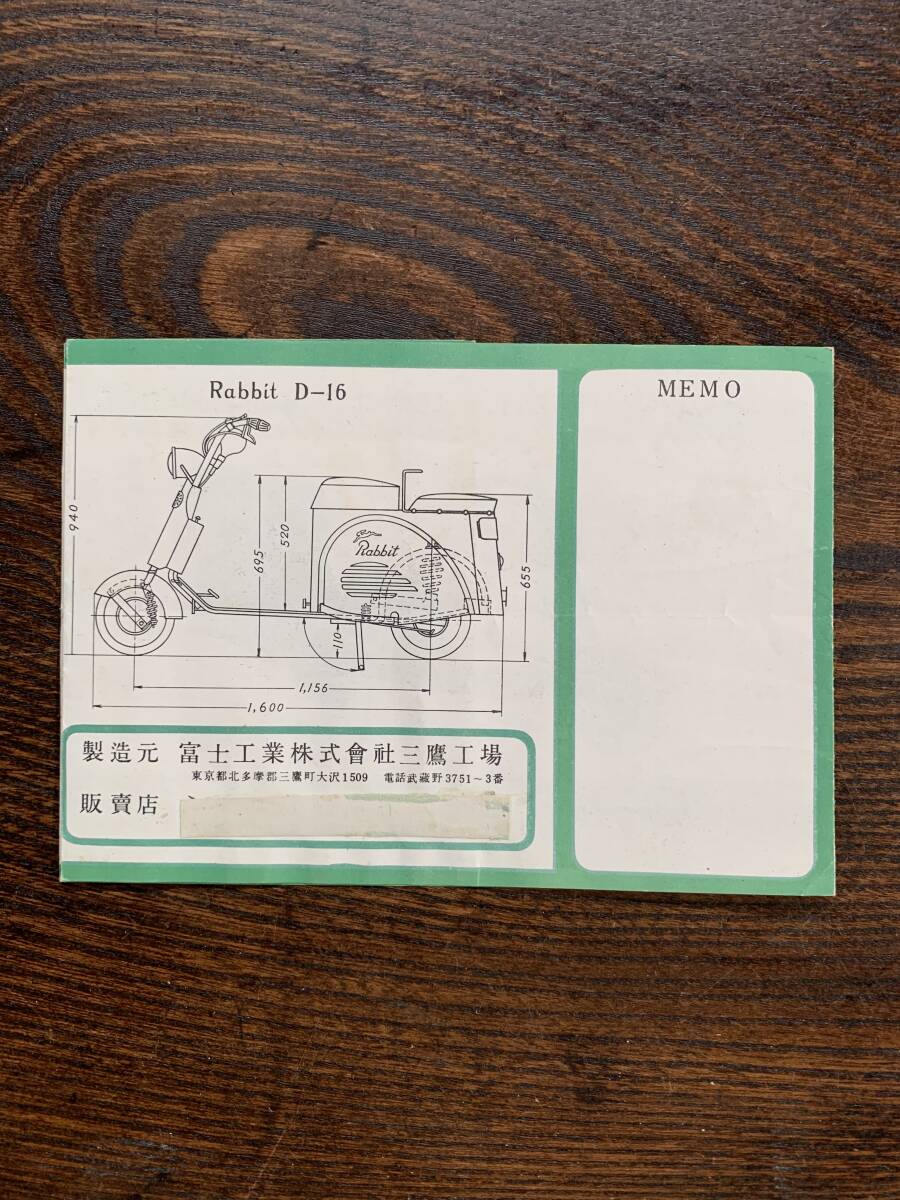 Rabbit D-16
MEMO
940
695
520
Rabbit
655
110
1,156
1,600
製造元 富士工業株式會社三鷹工場
東京都北多摩郡三鷹町大沢1509 電話武蔵野3751~3番
販賣店